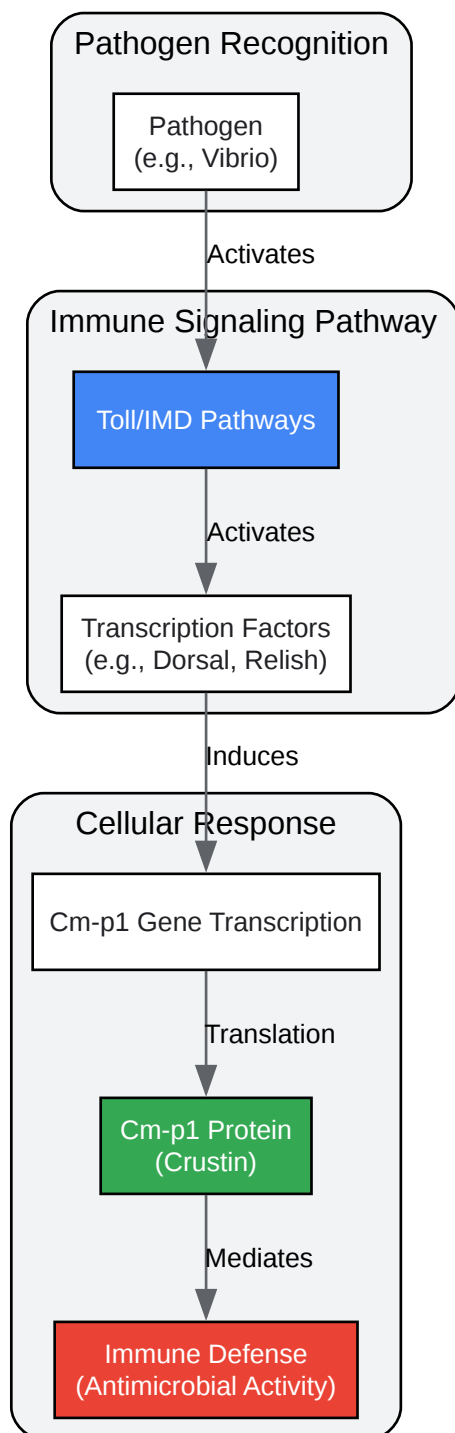 Pathogen Recognition
Pathogen
(e.g., Vibrio)
Activates
Immune Signaling Pathway
Toll/IMD Pathways
Activates
Transcription Factors
(e.g., Dorsal, Relish)
Induces
Cellular Response
Cm-p1 Gene Transcription
Translation
Cm-p1 Protein
(Crustin)
Mediates
Immune Defense
(Antimicrobial Activity)